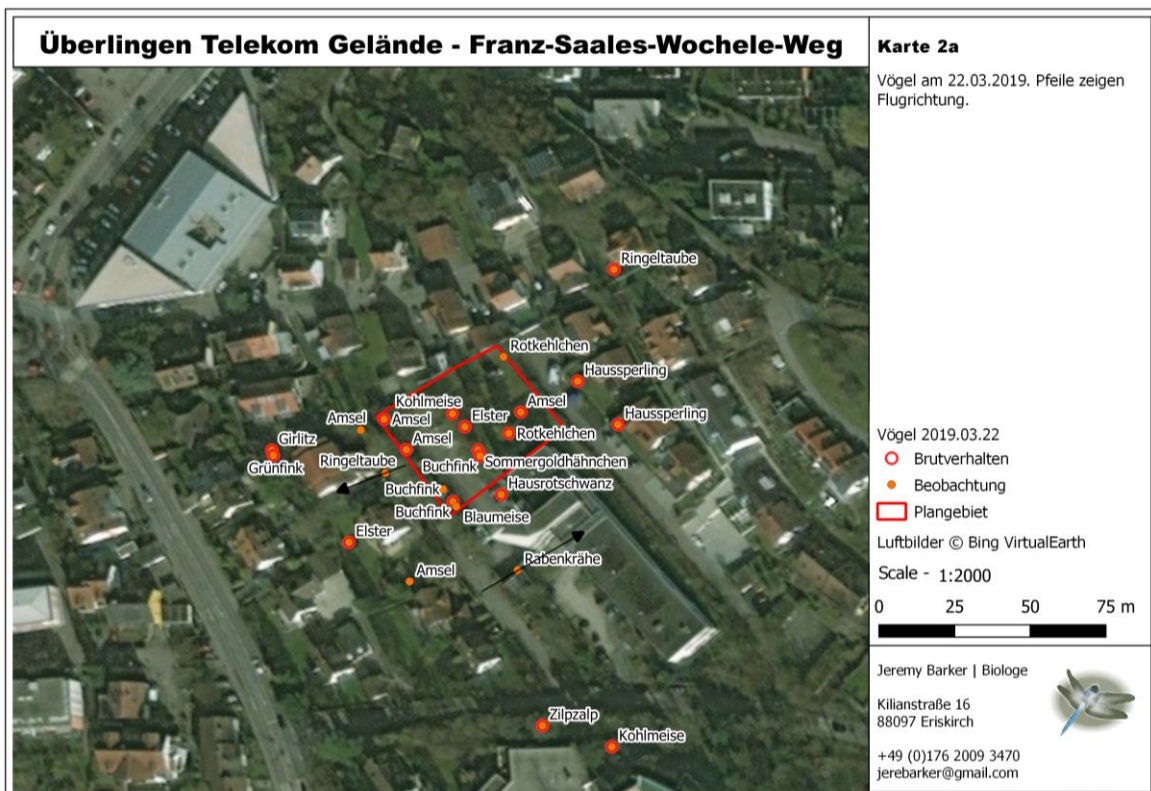 Überlingen Telekom Gelände - Franz-Saales-Wochele-Weg
Karte 2a
Vögel am 22.03.2019. Pfeile zeigen
Flugrichtung.
Ringeltaube
Rotkehlchen
Haussperling
Kohlmeise
Amsel
Amsel
Amsel
Elster
Haussperling
Rotkehlchen
Girlitz
Amsel
Grünfink
Ringeltaube
Buchfink
Sommergoldhähnchen
Buchfink
Hausrotschwanz
Buchfink
Blaumeise
Elster
Rabenkrähe
Amsel
Zilpzalp
Kohlmeise
Vögel 2019.03.22
Brutverhalten
Beobachtung
Plangebiet
Luftbilder © Bing VirtualEarth
Scale - 1:2000
0 25 50 75 m
Jeremy Barker | Biologe
Kilianstraße 16
88097 Eriskirch
+49 (0)176 2009 3470
jerebarker@gmail.com